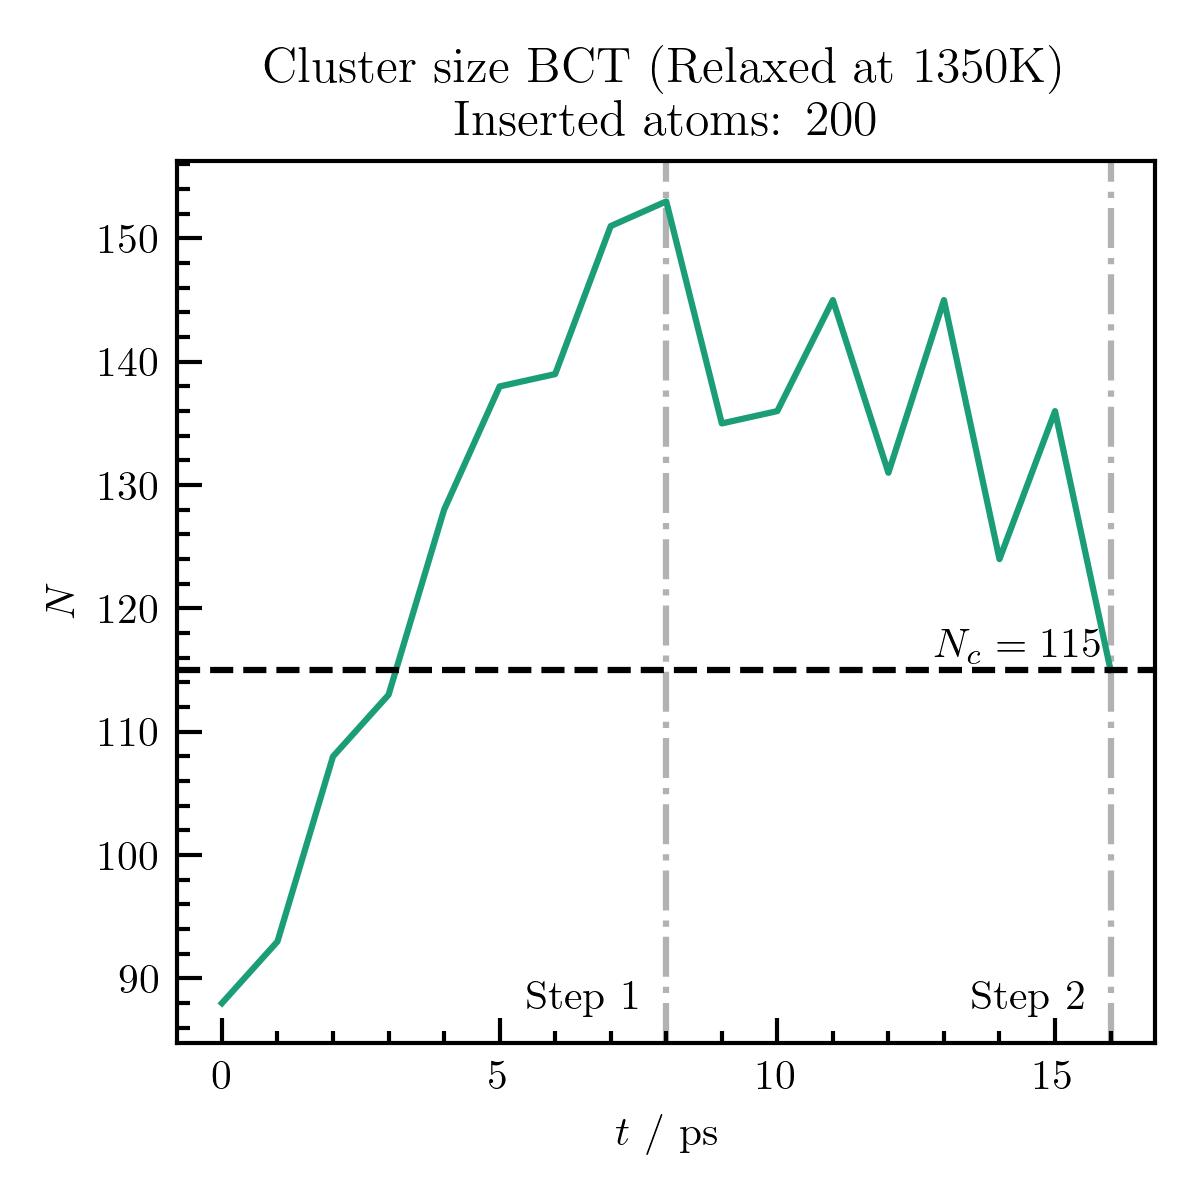 Cluster size BCT (Relaxed at 1350K)
Inserted atoms: 200
150
140
130
120
110
100
90
N
N_c = 115
Step 1
Step 2
0
5
10
15
t / ps